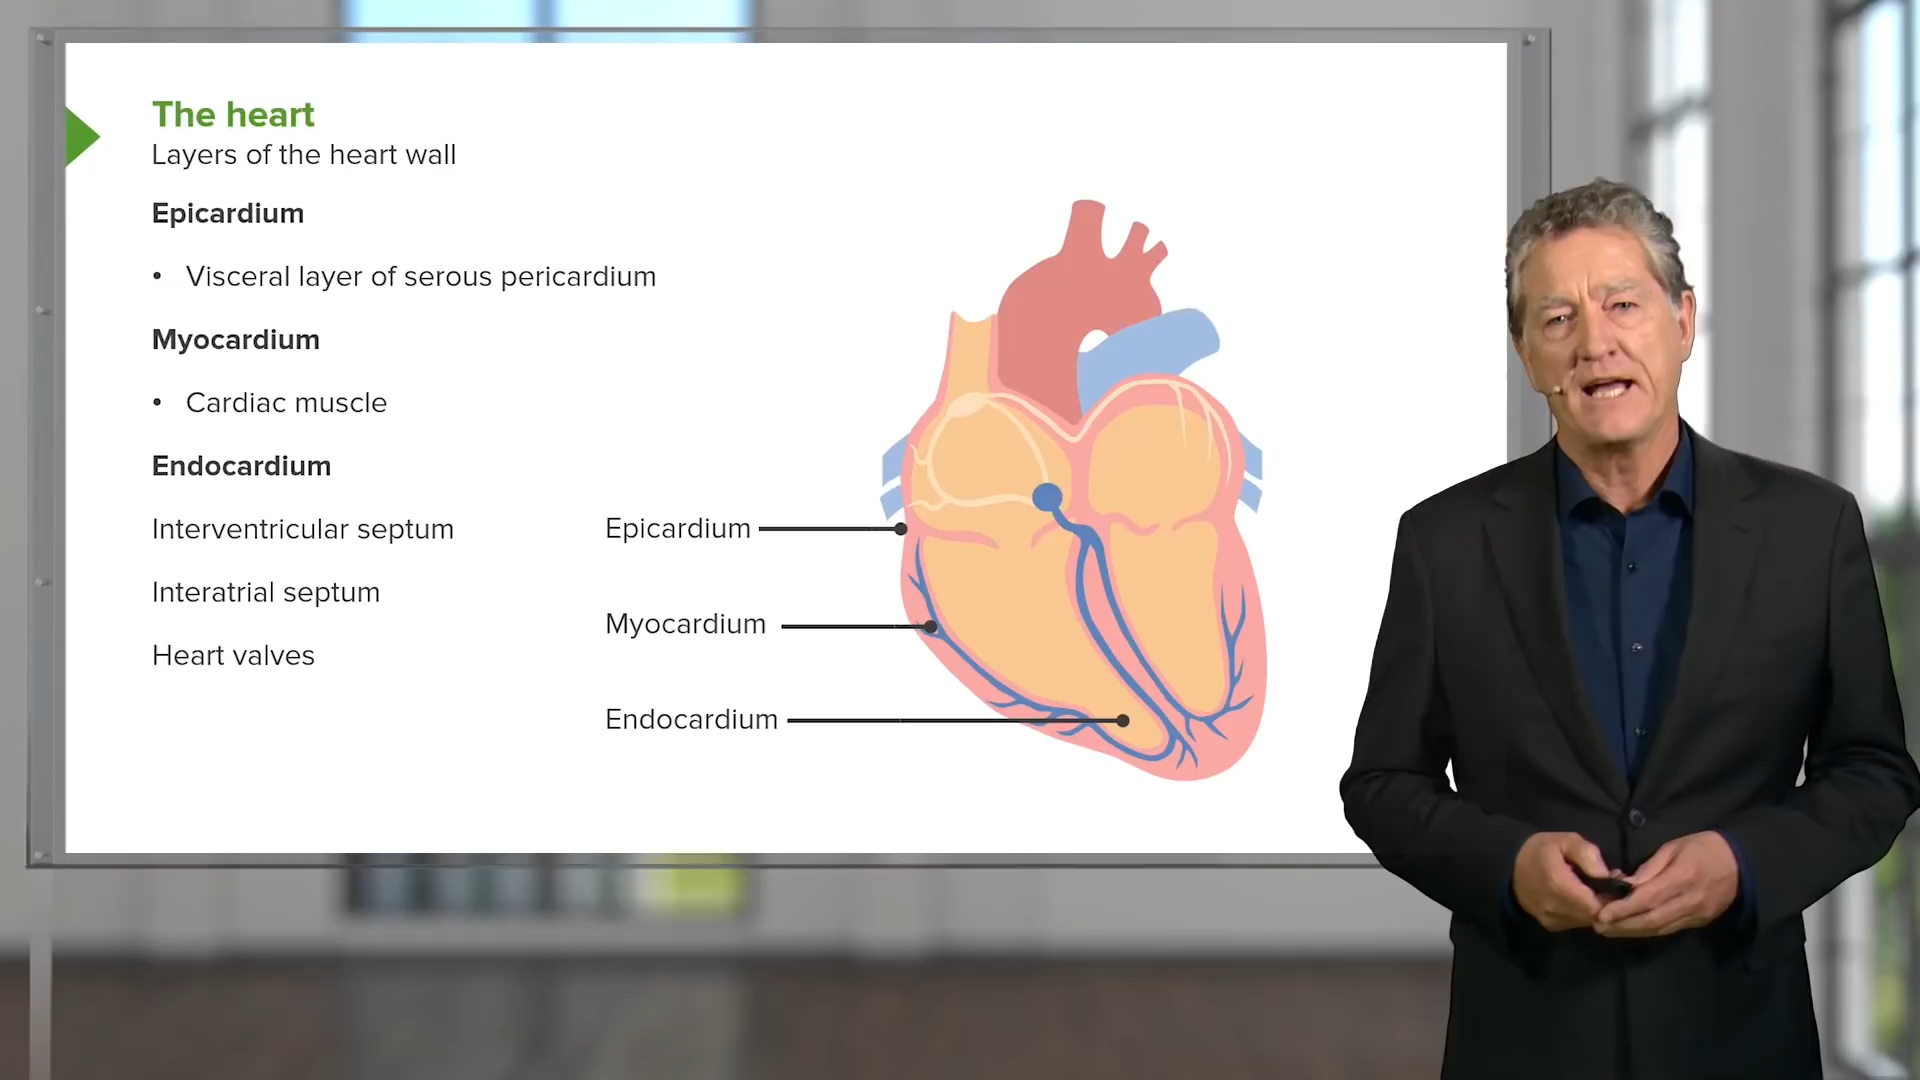 The heart
Layers of the heart wall
Epicardium
• Visceral layer of serous pericardium
Myocardium
• Cardiac muscle
Endocardium
Interventricular septum
Interatrial septum
Heart valves
Epicardium
Myocardium
Endocardium